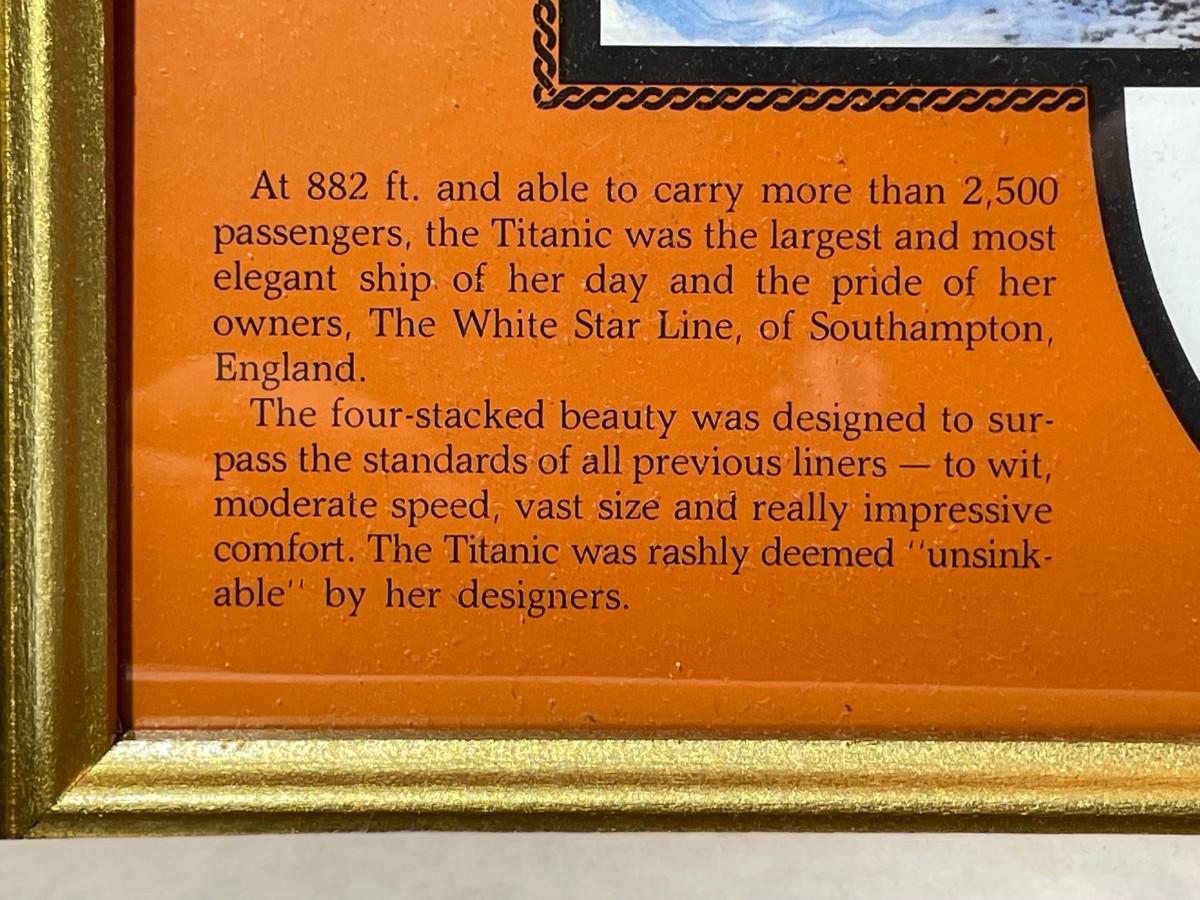 At 882 ft. and able to carry more than 2,500
passengers, the Titanic was the largest and most
elegant ship of her day and the pride of her
owners, The White Star Line, of Southampton,
England.
The four-stacked beauty was designed to sur-
pass the standards of all previous liners — to wit,
moderate speed, vast size and really impressive
comfort. The Titanic was rashly deemed ''unsink-
able'' by her designers.